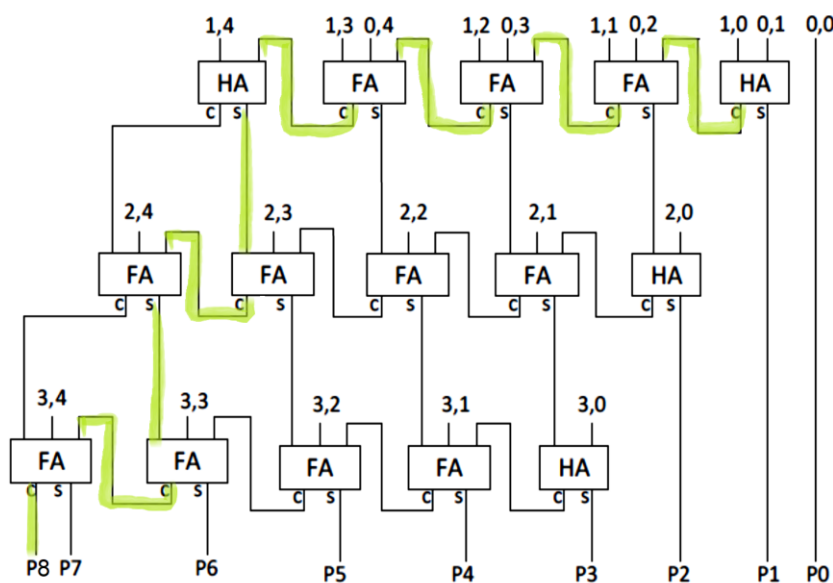 1,4 1,3 0,4 1,2 0,3 1,1 0,2 1,0 0,1 0,0
HA FA FA FA HA
C S C S C S C S C S
2,4 2,3 2,2 2,1 2,0
FA FA FA FA HA
C S C S C S C S C S
3,4 3,3 3,2 3,1 3,0
FA FA FA FA HA
C S C S C S C S C S
P8 P7 P6 P5 P4 P3 P2 P1 P0